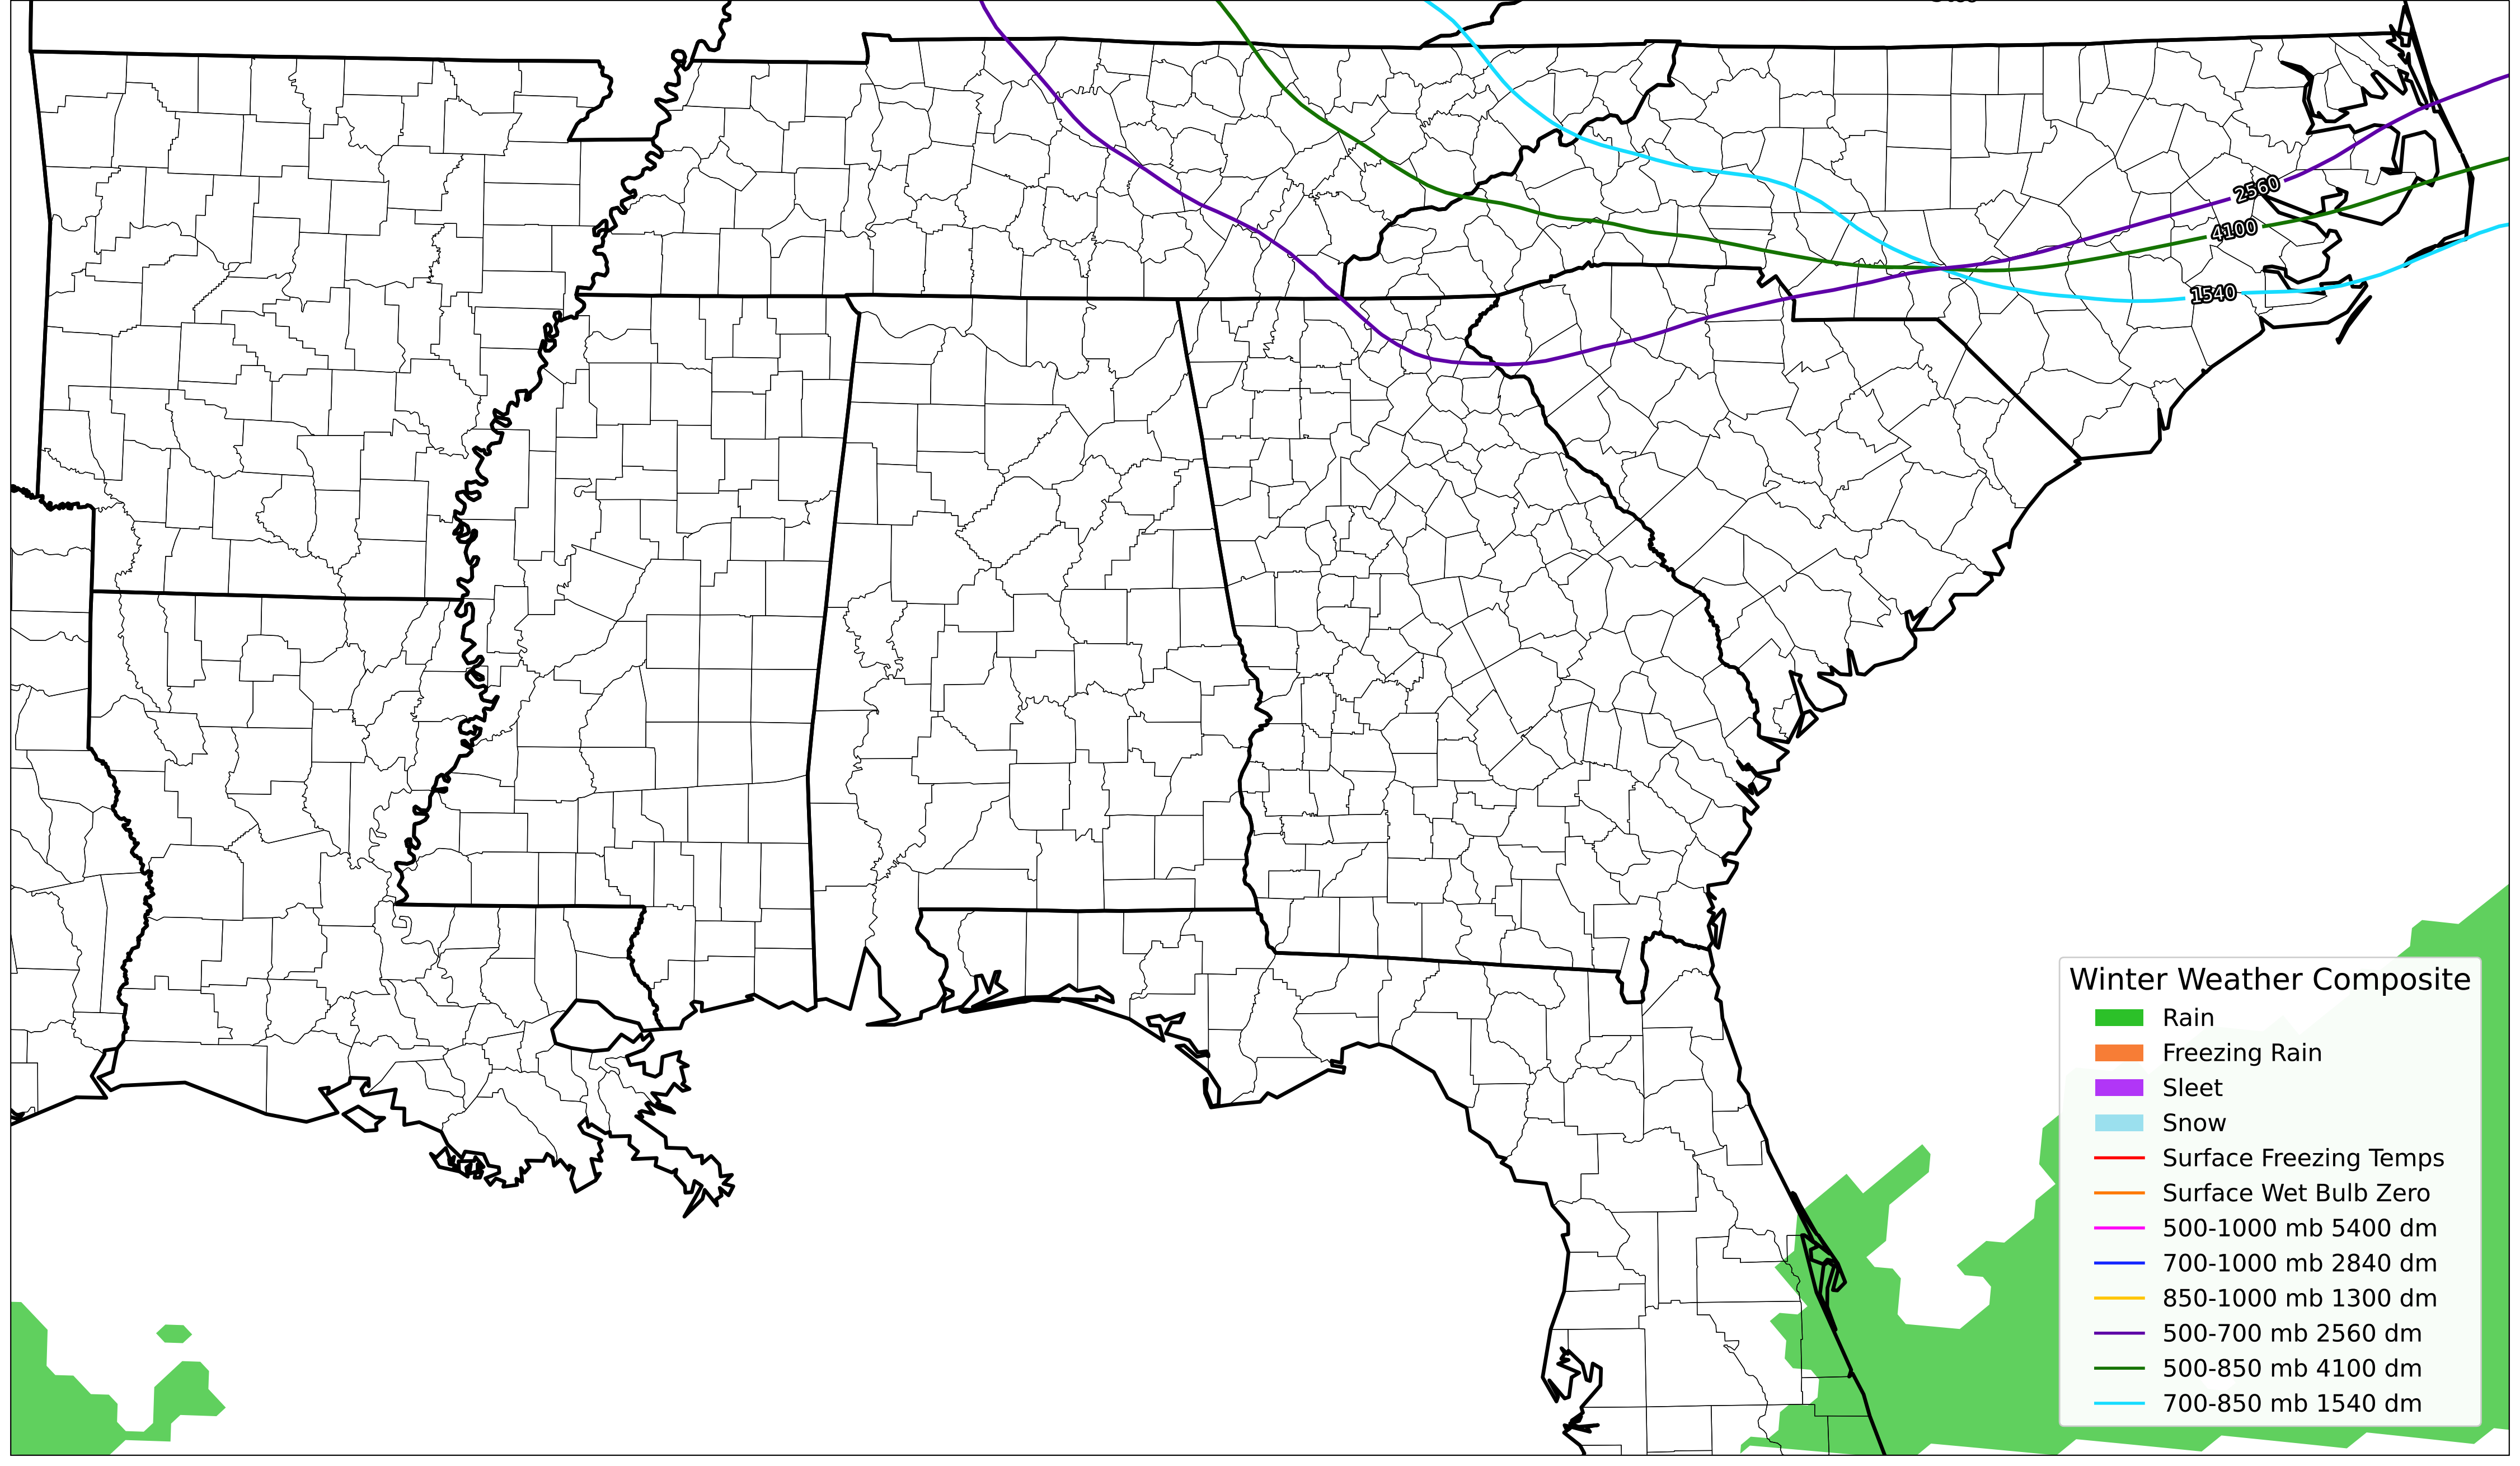 2560
4100
1540
Winter Weather Composite
Rain
Freezing Rain
Sleet
Snow
Surface Freezing Temps
Surface Wet Bulb Zero
500-1000 mb 5400 dm
700-1000 mb 2840 dm
850-1000 mb 1300 dm
500-700 mb 2560 dm
500-850 mb 4100 dm
700-850 mb 1540 dm